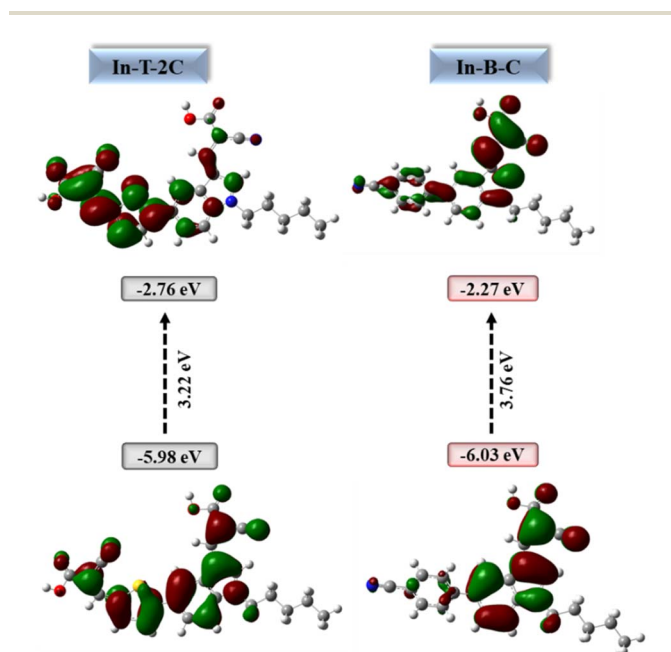 In-T-2C
In-B-C
-2.76 eV
-2.27 eV
3.22 eV
3.76 eV
-5.98 eV
-6.03 eV